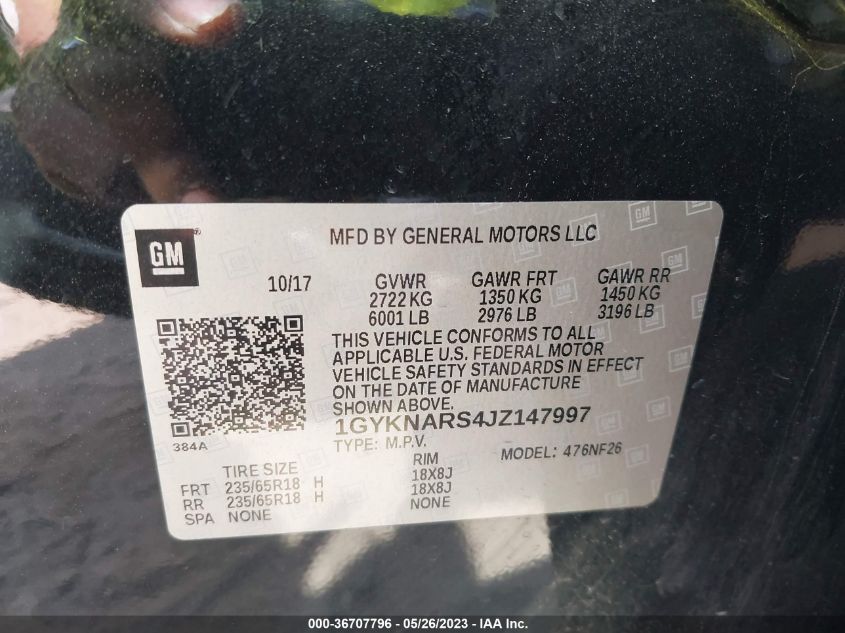 GM®
MFD BY GENERAL MOTORS LLC
10/17 GVWR GAWR FRT GAWR RR
2722 KG 1350 KG 1450 KG
6001 LB 2976 LB 3196 LB
THIS VEHICLE CONFORMS TO ALL
APPLICABLE U.S. FEDERAL MOTOR
VEHICLE SAFETY STANDARDS IN EFFECT
ON THE DATE OF MANUFACTURE
SHOWN ABOVE.
1GYKNARS4JZ147997
384A
TYPE: M.P.V. MODEL: 476NF26
TIRE SIZE RIM
FRT 235/65R18 H 18X8J
RR 235/65R18 H 18X8J
SPA NONE NONE
000-36707796 - 05/26/2023 - IAA Inc.